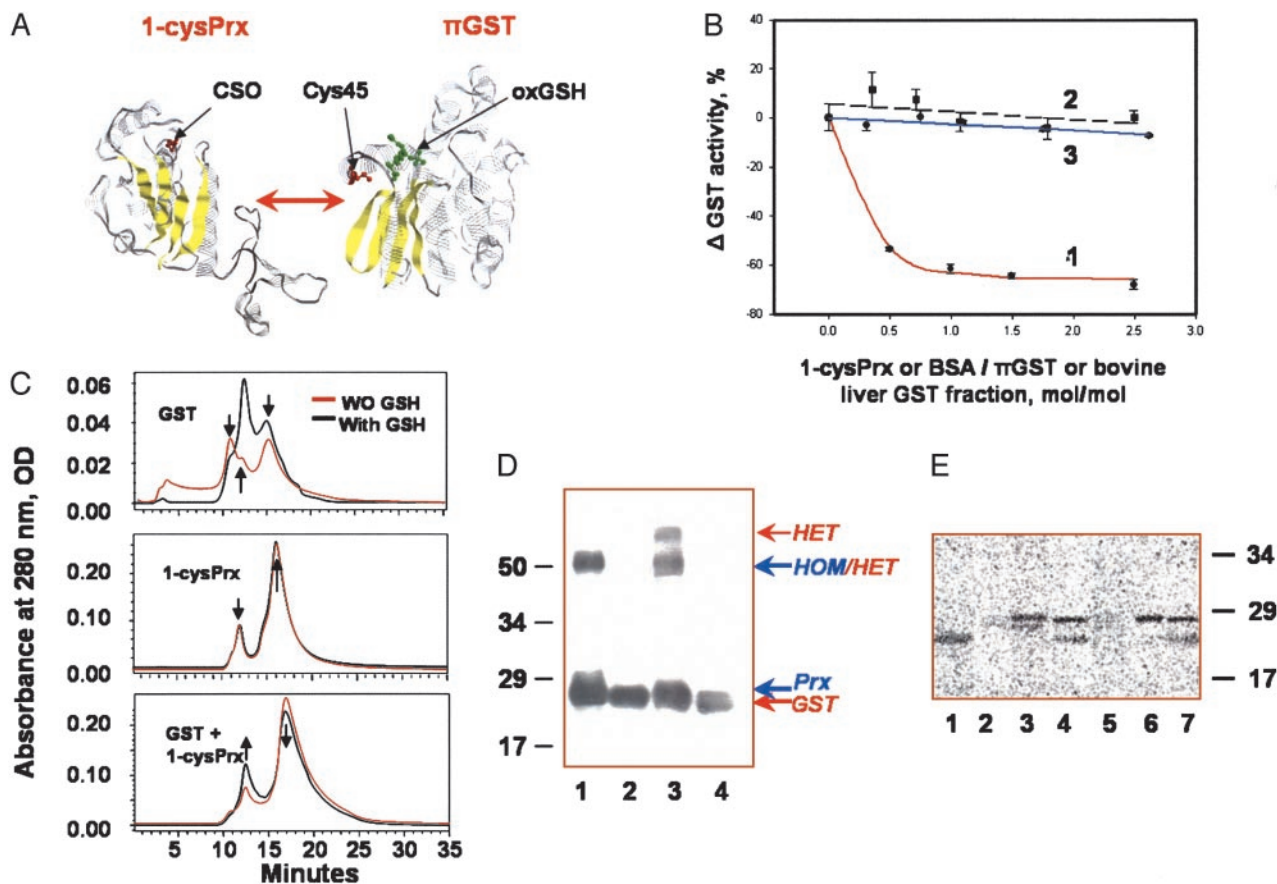 A
1-cysPrx
πGST
CSO
Cys45
oxGSH
B
Δ GST activity, %
40
20
0
-20
-40
-60
-80
2
3
1
0.0
0.5
1.0
1.5
2.0
2.5
3.0
1-cysPrx or BSA / πGST or bovine
liver GST fraction, mol/mol
C
Absorbance at 280 nm, OD
0.06
0.04
0.02
0.00
GST
WO GSH
With GSH
0.20
0.10
0.00
1-cysPrx
0.20
0.10
0.00
GST +
1-cysPrx
5
10
15
20
25
30
35
Minutes
D
50
34
29
17
HET
HOM/HET
Prx
GST
1
2
3
4
E
34
29
17
1
2
3
4
5
6
7